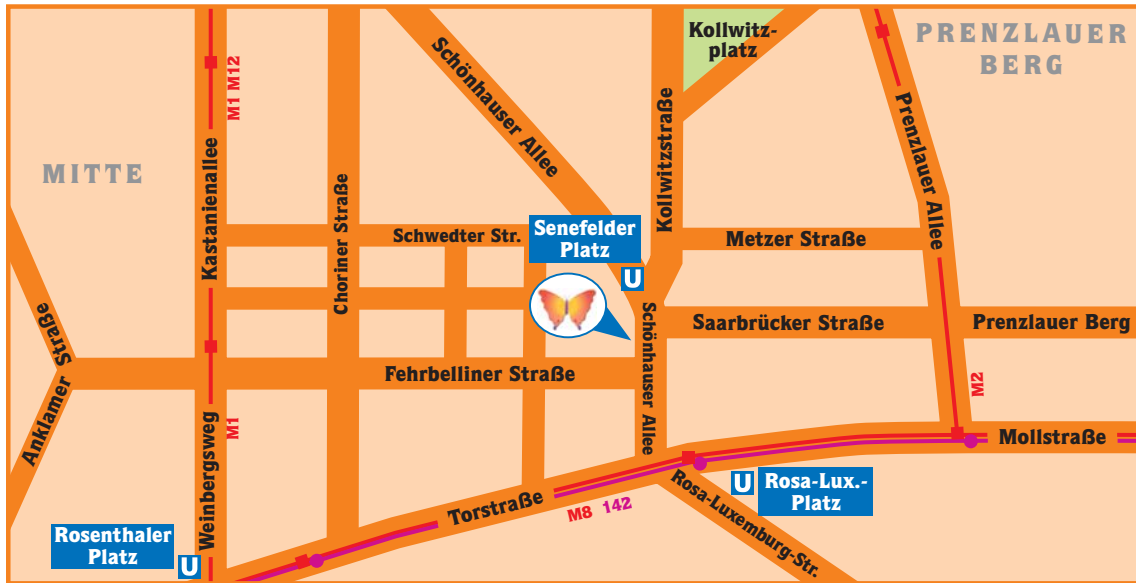 Kollwitz-
platz
PRENZLAUER
BERG
Schönhauser Allee
M1 M12
Kastanienallee
MITTE
Choriner Straße
Kollwitzstraße
Prenzlauer Allee
Schwedter Str.
Senefelder
Platz
U
Metzer Straße
Anklamer Straße
Schönhauser Allee
Saarbrücker Straße
Prenzlauer Berg
Fehrbelliner Straße
M2
M1
Weinbergsweg
Mollstraße
Torstraße
M8 142
U
Rosa-Lux.-
Platz
Rosa-Luxemburg-Str.
Rosenthaler
Platz
U